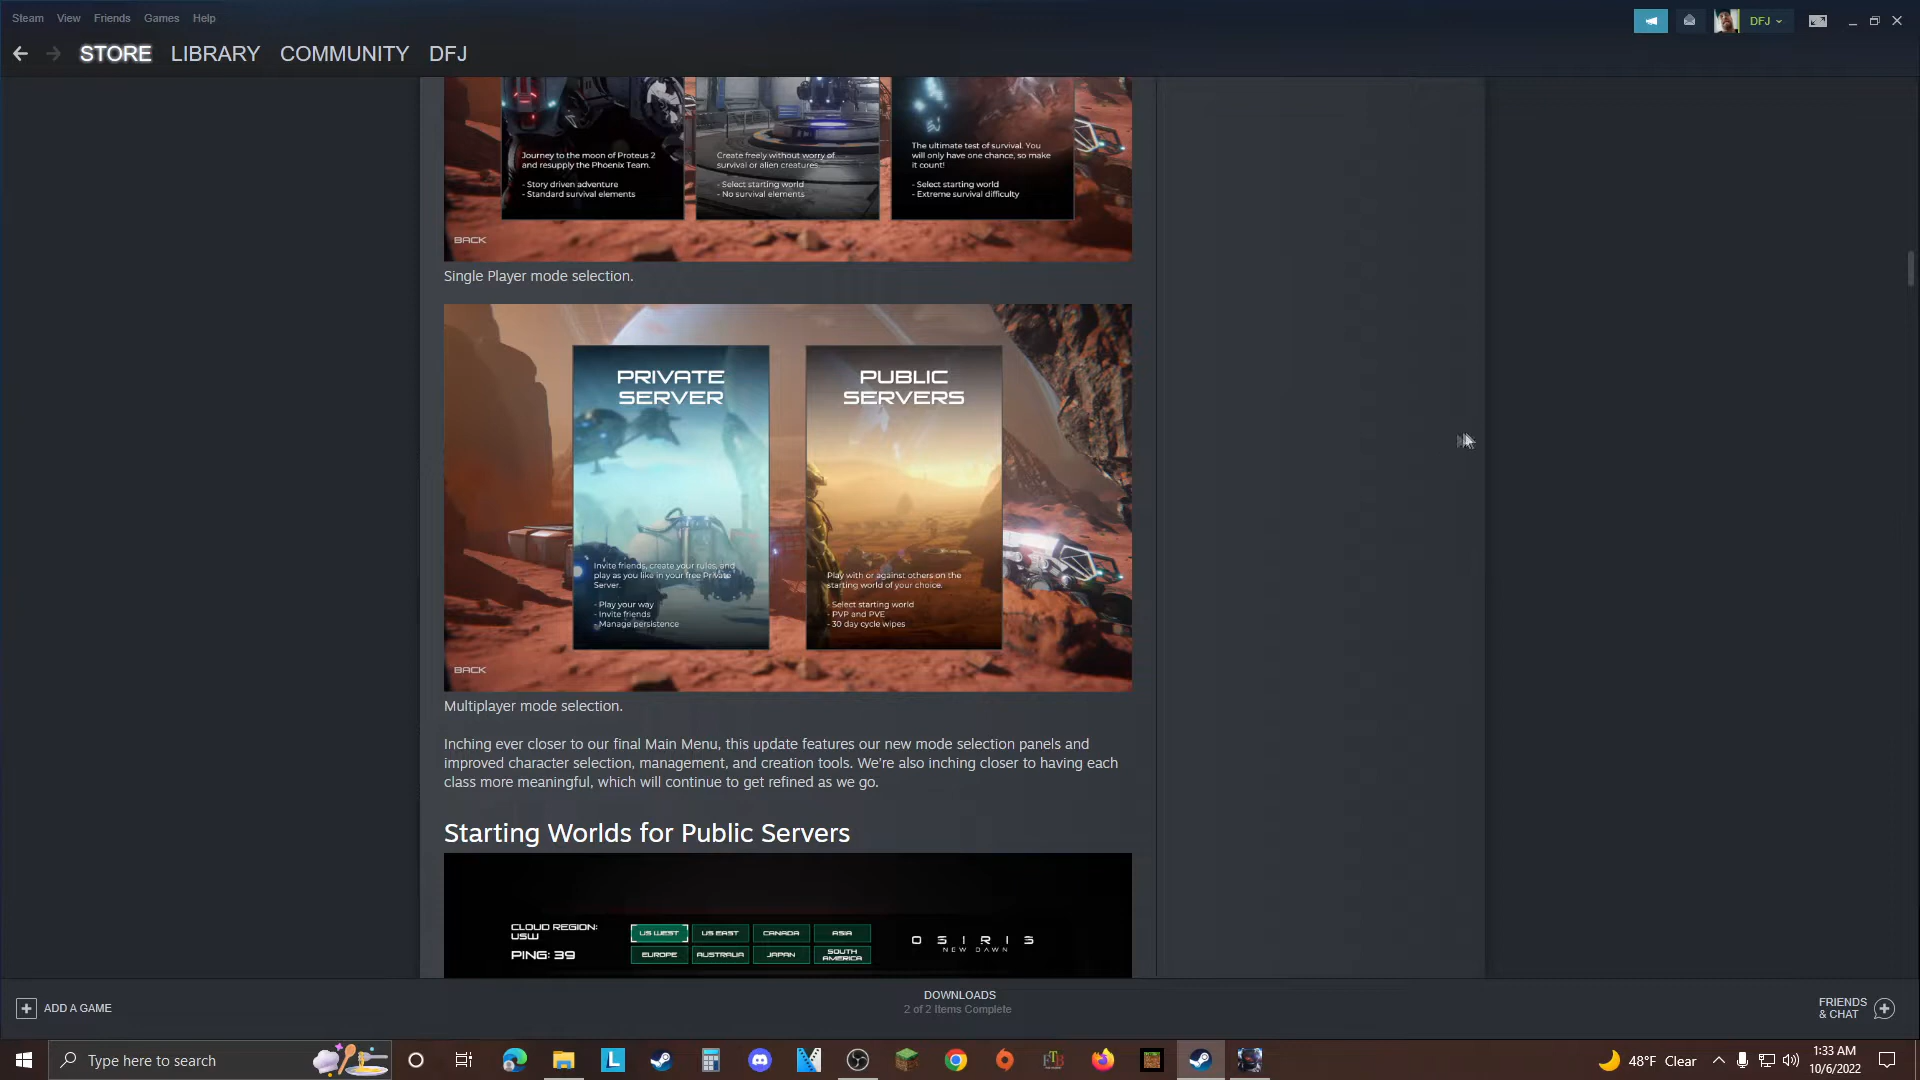 Steam View Friends Games Help
DFJ
STORE LIBRARY COMMUNITY DFJ
Journey to the moon of Proteus 2
and resupply the Phoenix Team.
- Story driven adventure
- Standard survival elements
Create freely without worry of
survival or alien creatures
- Select starting world
- No survival elements
The ultimate test of survival. You
will only have one chance, so make
it count!
- Select starting world
- Extreme survival difficulty
BACK
Single Player mode selection.
PRIVATE
SERVER
Invite friends, create your rules, and
play as you like in your free Private
Server.
- Play your way
- Invite friends
- Manage persistence
PUBLIC
SERVERS
Play with or against others on the
starting world of your choice.
- Select starting world
- PVP and PVE
- 30 day cycle wipes
BACK
Multiplayer mode selection.
Inching ever closer to our final Main Menu, this update features our new mode selection panels and
improved character selection, management, and creation tools. We're also inching closer to having each
class more meaningful, which will continue to get refined as we go.
Starting Worlds for Public Servers
CLOUD REGION:
USW
PING: 39
US WEST US EAST CANADA ASIA
EUROPE AUSTRALIA JAPAN SOUTH AMERICA
OSIRIS
NEW DAWN
ADD A GAME
DOWNLOADS
2 of 2 Items Complete
FRIENDS
& CHAT
Type here to search
48°F Clear
1:33 AM
10/6/2022